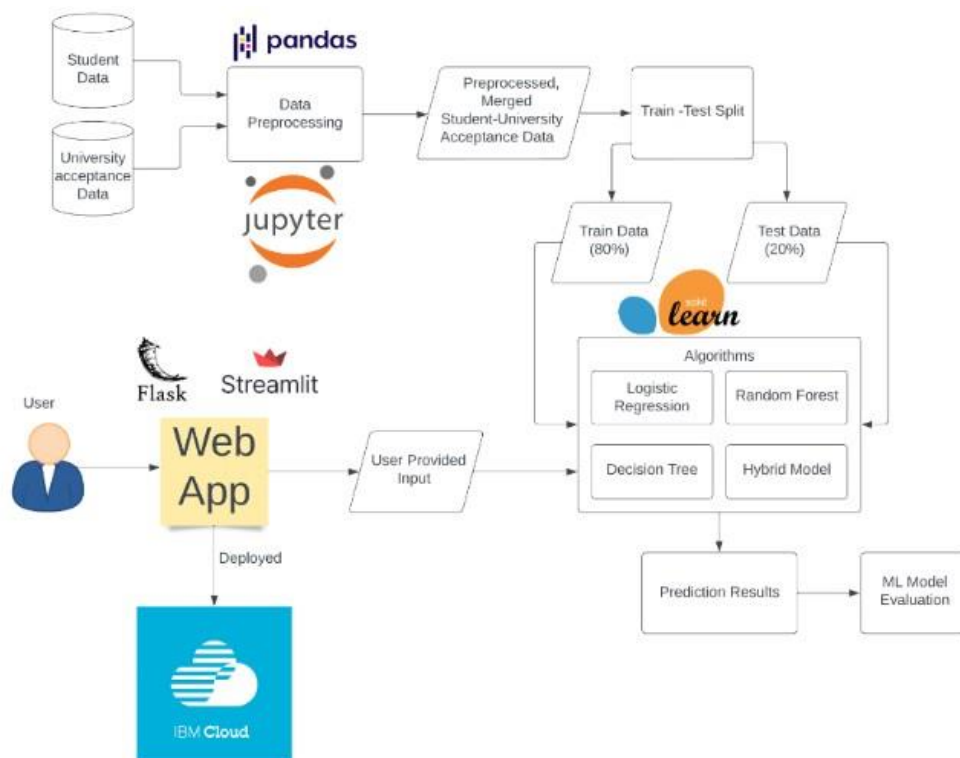 Student
Data
pandas
Data
Preprocessing
Preprocessed,
Merged
Student-University
Acceptance Data
Train -Test Split
University
acceptance
Data
jupyter
Train Data
(80%)
Test Data
(20%)
scikit
learn
Algorithms
Logistic
Regression
Random Forest
Decision Tree
Hybrid Model
Flask
Streamlit
User
Web
App
User Provided
Input
Deployed
Prediction Results
ML Model
Evaluation
IBM Cloud